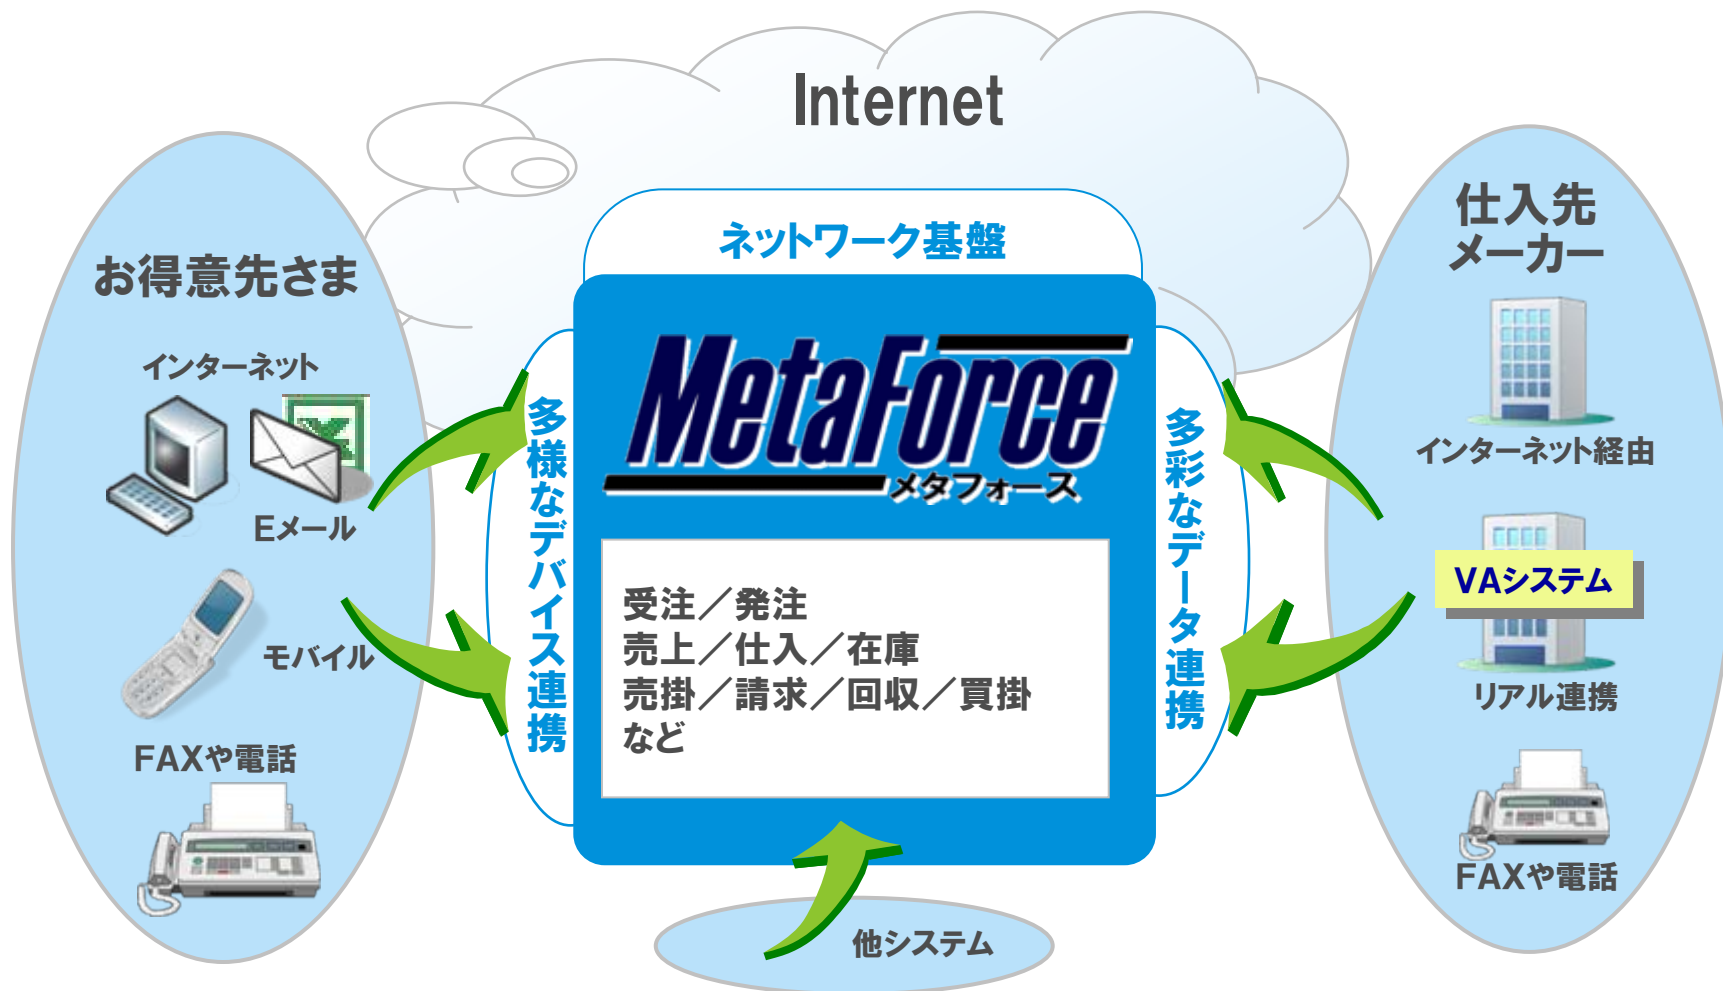 Internet
ネットワーク基盤
お得意先さま
インターネット
Eメール
モバイル
FAXや電話
多様なデバイス連携
MetaForce
メタフォース
受注／発注
売上／仕入／在庫
売掛／請求／回収／買掛
など
多彩なデータ連携
仕入先
メーカー
インターネット経由
VAシステム
リアル連携
FAXや電話
他システム